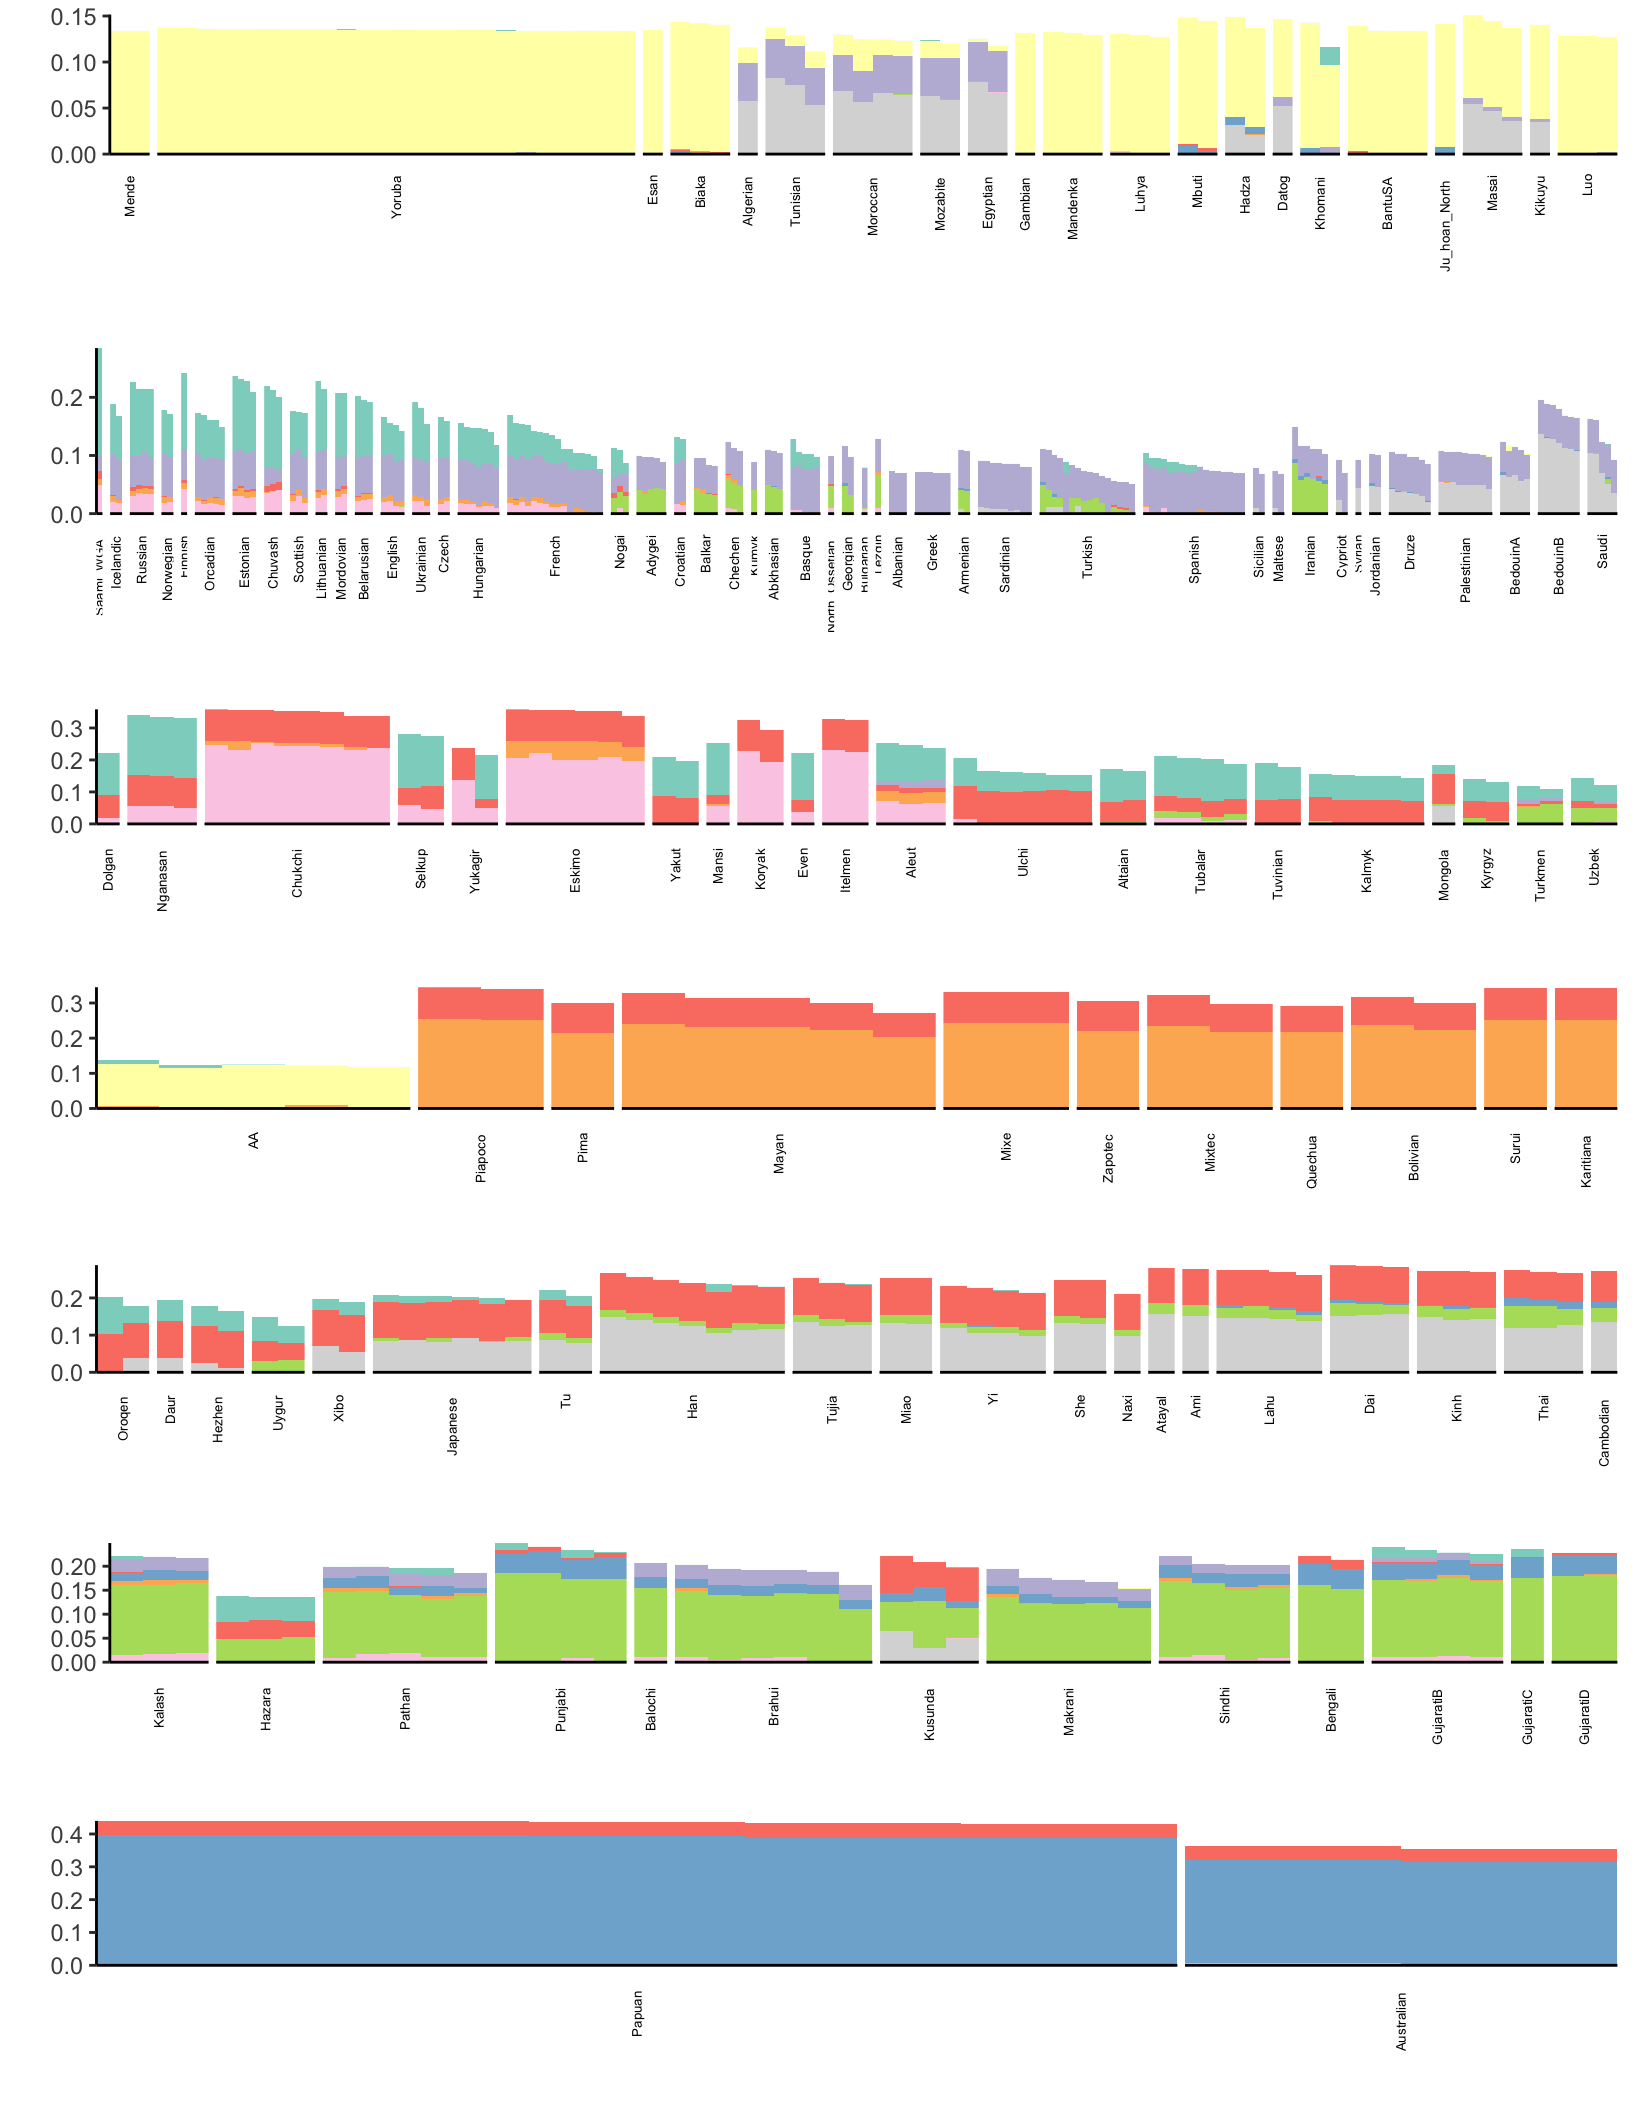 0.15
0.10
0.05
0.00
Mende
Yoruba
Esan
Biaka
Algerian
Tunisian
Moroccan
Mozabite
Egyptian
Gambian
Mandenka
Luhya
Mbuti
Hadza
Datog
Khomani
BantuSA
Ju_hoan_North
Masai
Kikuyu
Luo
0.2
0.1
0.0
Icelandic
Russian
Norwegian
Finnish
Orcadian
Estonian
Chuvash
Scottish
Lithuanian
Mordovian
Belarusian
English
Ukrainian
Czech
Hungarian
French
Nogai
Adygei
Croatian
Balkar
Chechen
Kumyk
Abkhasian
Basque
North_Ossetian
Georgian
Bulgarian
Lezgin
Albanian
Greek
Armenian
Sardinian
Turkish
Spanish
Sicilian
Maltese
Iranian
Cypriot
Syrian
Jordanian
Druze
Palestinian
BedouinA
BedouinB
Saudi
0.3
0.2
0.1
0.0
Dolgan
Nganasan
Chukchi
Selkup
Yukagir
Eskimo
Yakut
Mansi
Koryak
Even
Itelmen
Aleut
Ulchi
Altaian
Tubalar
Tuvinian
Kalmyk
Mongola
Kyrgyz
Turkmen
Uzbek
0.3
0.2
0.1
0.0
AA
Piapoco
Pima
Mayan
Mixe
Zapotec
Mixtec
Quechua
Bolivian
Surui
Karitiana
0.2
0.1
0.0
Oroqen
Daur
Hezhen
Uygur
Xibo
Japanese
Tu
Han
Tujia
Miao
Yi
She
Naxi
Atayal
Ami
Lahu
Dai
Kinh
Thai
Cambodian
0.20
0.15
0.10
0.05
0.00
Kalash
Hazara
Pathan
Punjabi
Balochi
Brahui
Kusunda
Makrani
Sindhi
Bengali
GujaratiB
GujaratiC
GujaratiD
0.4
0.3
0.2
0.1
0.0
Papuan
Australian